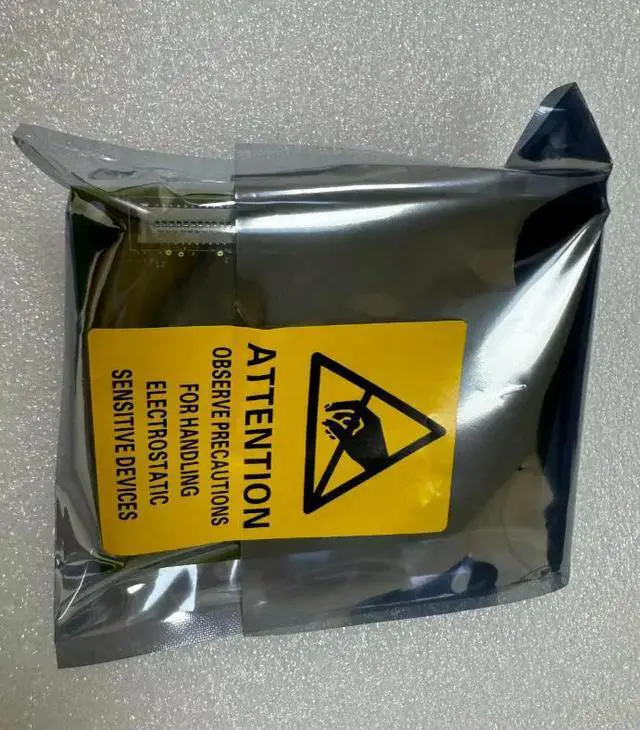 ATTENTION
OBSERVE PRECAUTIONS
FOR HANDLING
ELECTROSTATIC
SENSITIVE DEVICES